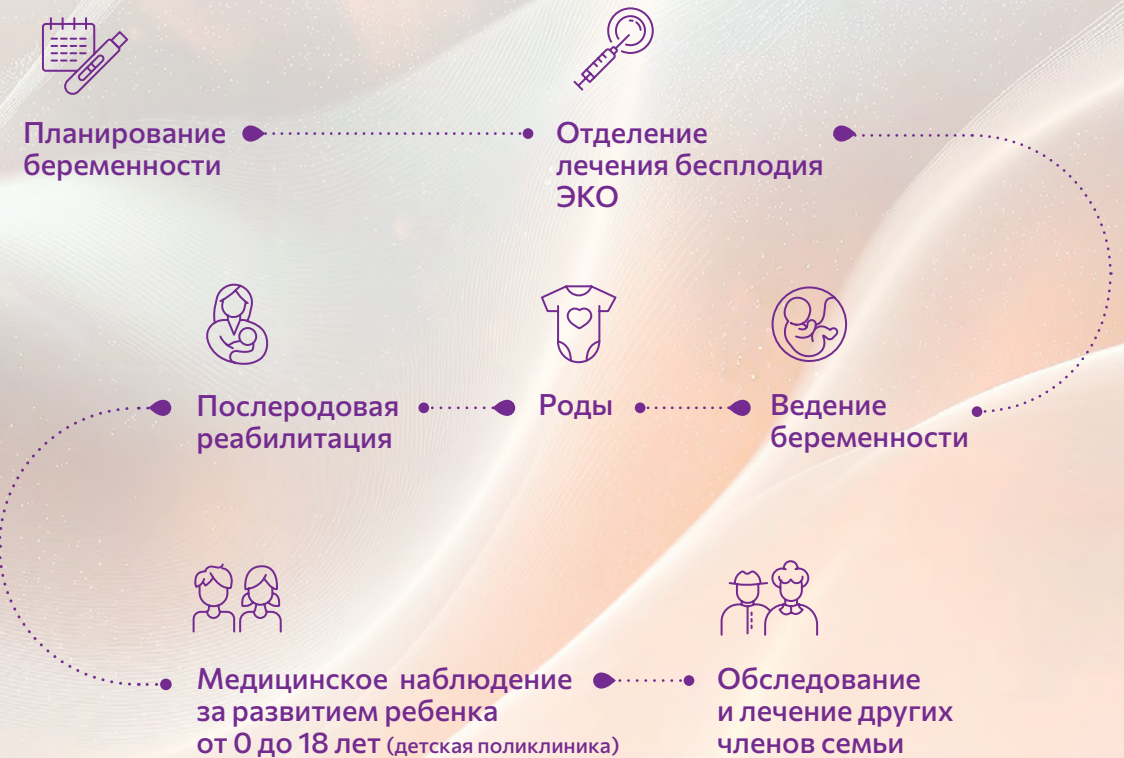 Планирование
беременности
Отделение
лечения бесплодия
ЭКО
Послеродовая
реабилитация
Роды
Ведение
беременности
Медицинское наблюдение
за развитием ребенка
от 0 до 18 лет (детская поликлиника)
Обследование
и лечение других
членов семьи